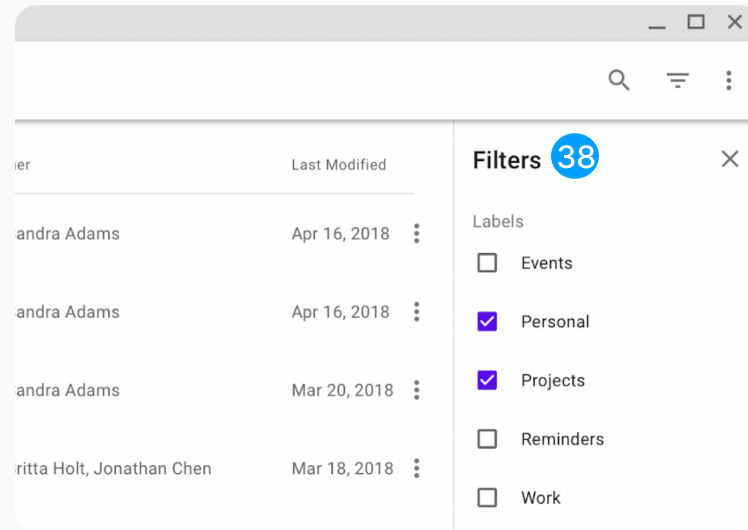 Filters 38
er Last Modified
Labels
andra Adams Apr 16, 2018
Events
andra Adams Apr 16, 2018
Personal
andra Adams Mar 20, 2018
Projects
Reminders
ritta Holt, Jonathan Chen Mar 18, 2018
Work